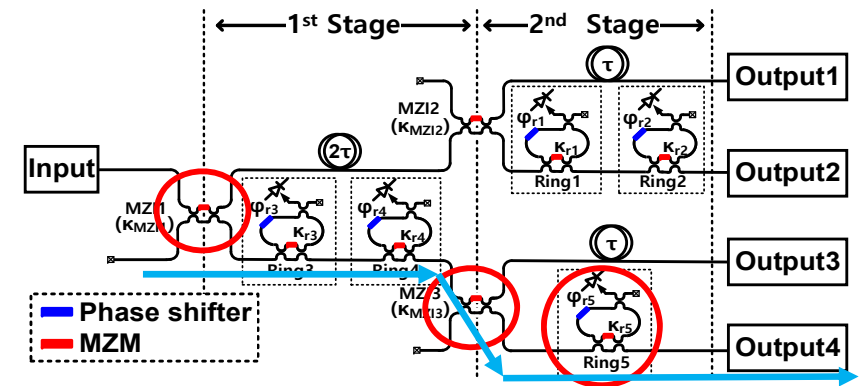 1st Stage
2nd Stage
τ
Output1
MZI2
(κMZI2)
φr1
κr1
Ring1
φr2
κr2
Ring2
Output2
2τ
Input
MZI1
(κMZI1)
φr3
κr3
Ring3
φr4
κr4
Ring4
τ
Output3
MZI3
(κMZI3)
φr5
κr5
Ring5
Output4
Phase shifter
MZM